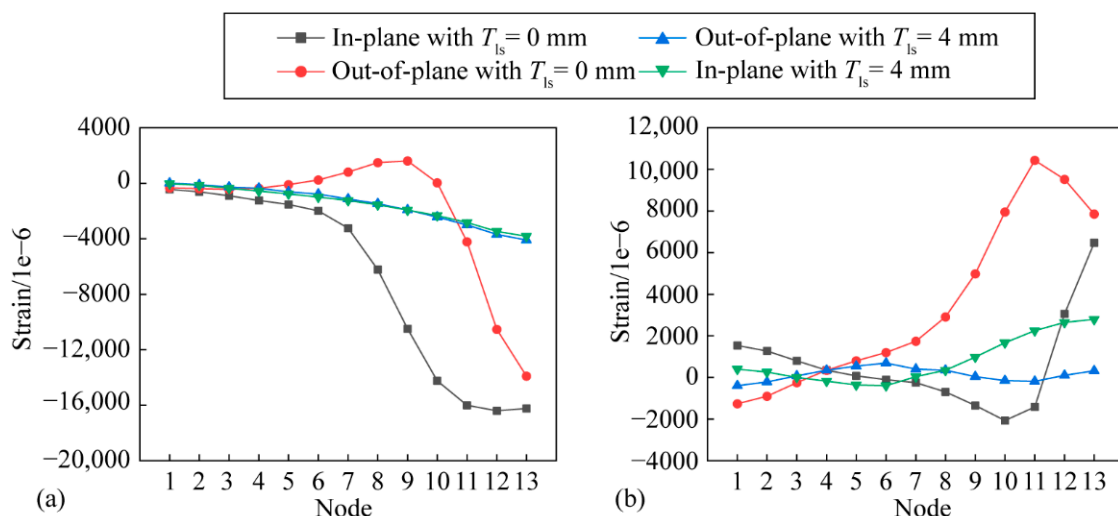 In-plane with Tls = 0 mm
Out-of-plane with Tls = 4 mm
Out-of-plane with Tls = 0 mm
In-plane with Tls = 4 mm
4000
0
−4000
−8000
−12,000
−16,000
−20,000
Strain/1e−6
1 2 3 4 5 6 7 8 9 10 11 12 13
Node
(a)
12,000
10,000
8000
6000
4000
2000
0
−2000
−4000
Strain/1e−6
1 2 3 4 5 6 7 8 9 10 11 12 13
Node
(b)